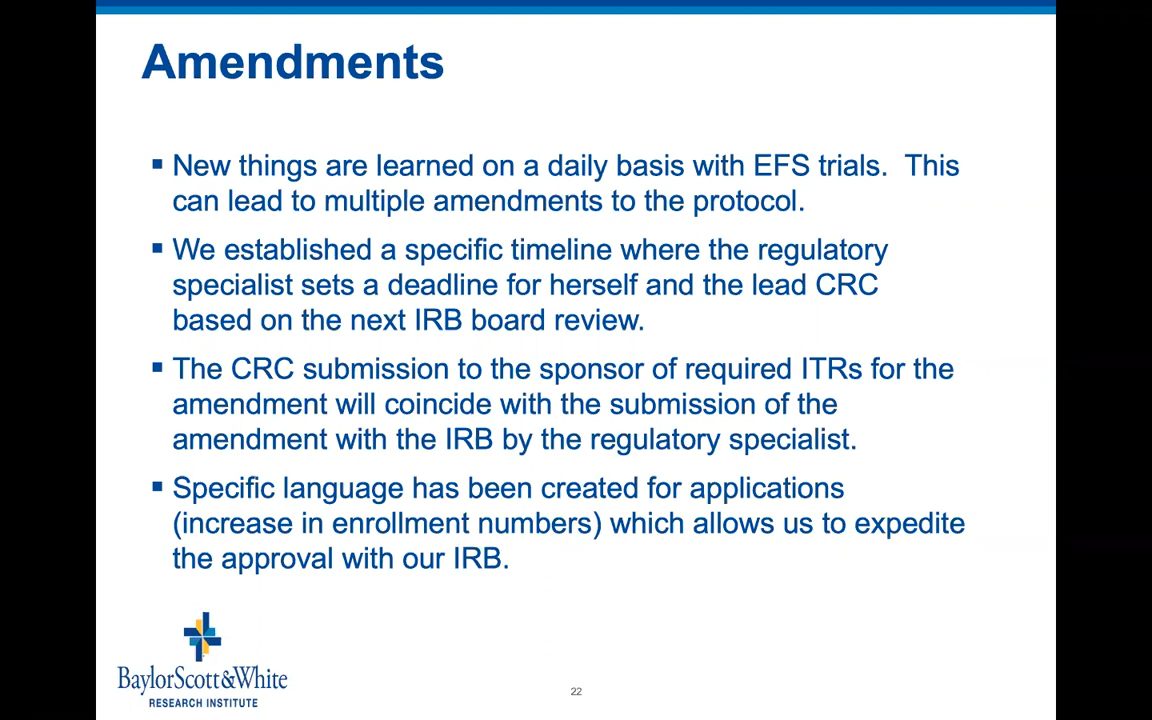 Amendments
▪ New things are learned on a daily basis with EFS trials.  This
can lead to multiple amendments to the protocol.
▪ We established a specific timeline where the regulatory
specialist sets a deadline for herself and the lead CRC
based on the next IRB board review.
▪ The CRC submission to the sponsor of required ITRs for the
amendment will coincide with the submission of the
amendment with the IRB by the regulatory specialist.
▪ Specific language has been created for applications
(increase in enrollment numbers) which allows us to expedite
the approval with our IRB.
BaylorScott&White
RESEARCH INSTITUTE
22